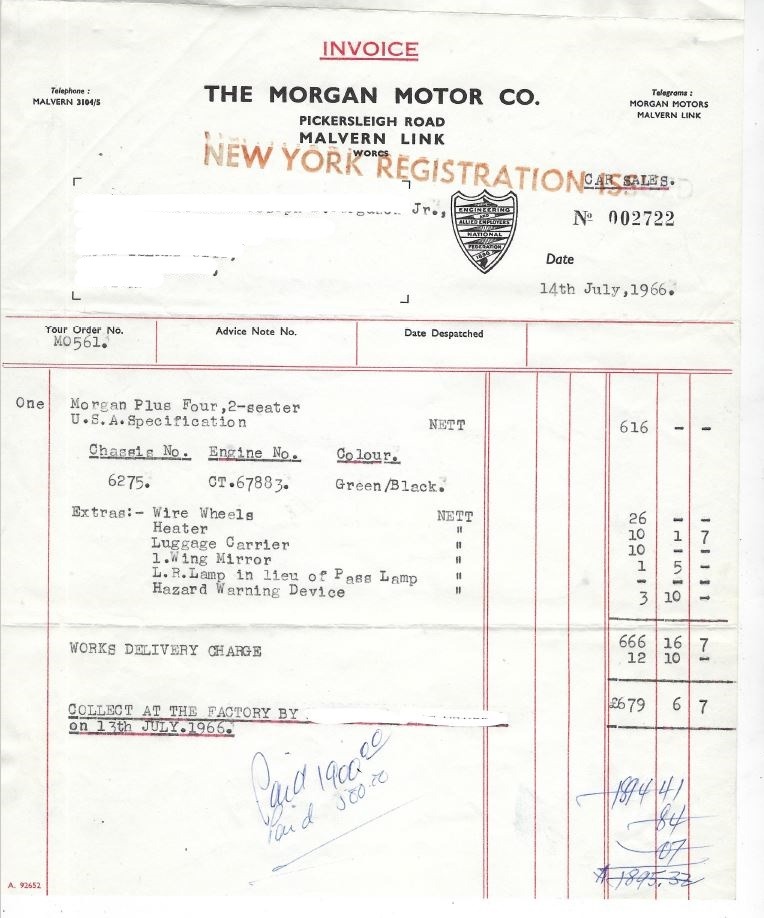 INVOICE
Telephone :
MALVERN 3104/5
THE MORGAN MOTOR CO.
PICKERSLEIGH ROAD
MALVERN LINK
WORCS
Telegrams :
MORGAN MOTORS
MALVERN LINK
NEW YORK REGISTRATION
CAR SALES.
Jr.,
ENGINEERING
AND
ALLIED EMPLOYERS
NATIONAL
FEDERATION
1896
No 002722
Date
14th July,1966.
Your Order No.
MO561.
Advice Note No.
Date Despatched
One Morgan Plus Four,2-seater
U.S.A.Specification NETT 616 - -
Chassis No. Engine No. Colour.
6275. CT.67883. Green/Black.
Extras:- Wire Wheels NETT 26 - -
Heater " 10 1 7
Luggage Carrier " 10 - -
1.Wing Mirror " 1 5 -
L.R.Lamp in lieu of Pass Lamp " - - -
Hazard Warning Device " 3 10 -
666 16 7
WORKS DELIVERY CHARGE 12 10 -
£679 6 7
COLLECT AT THE FACTORY BY
on 13th JULY.1966.
Paid 1900.00
Paid 500.00
1894 41
84
07
1895.32
A. 92652